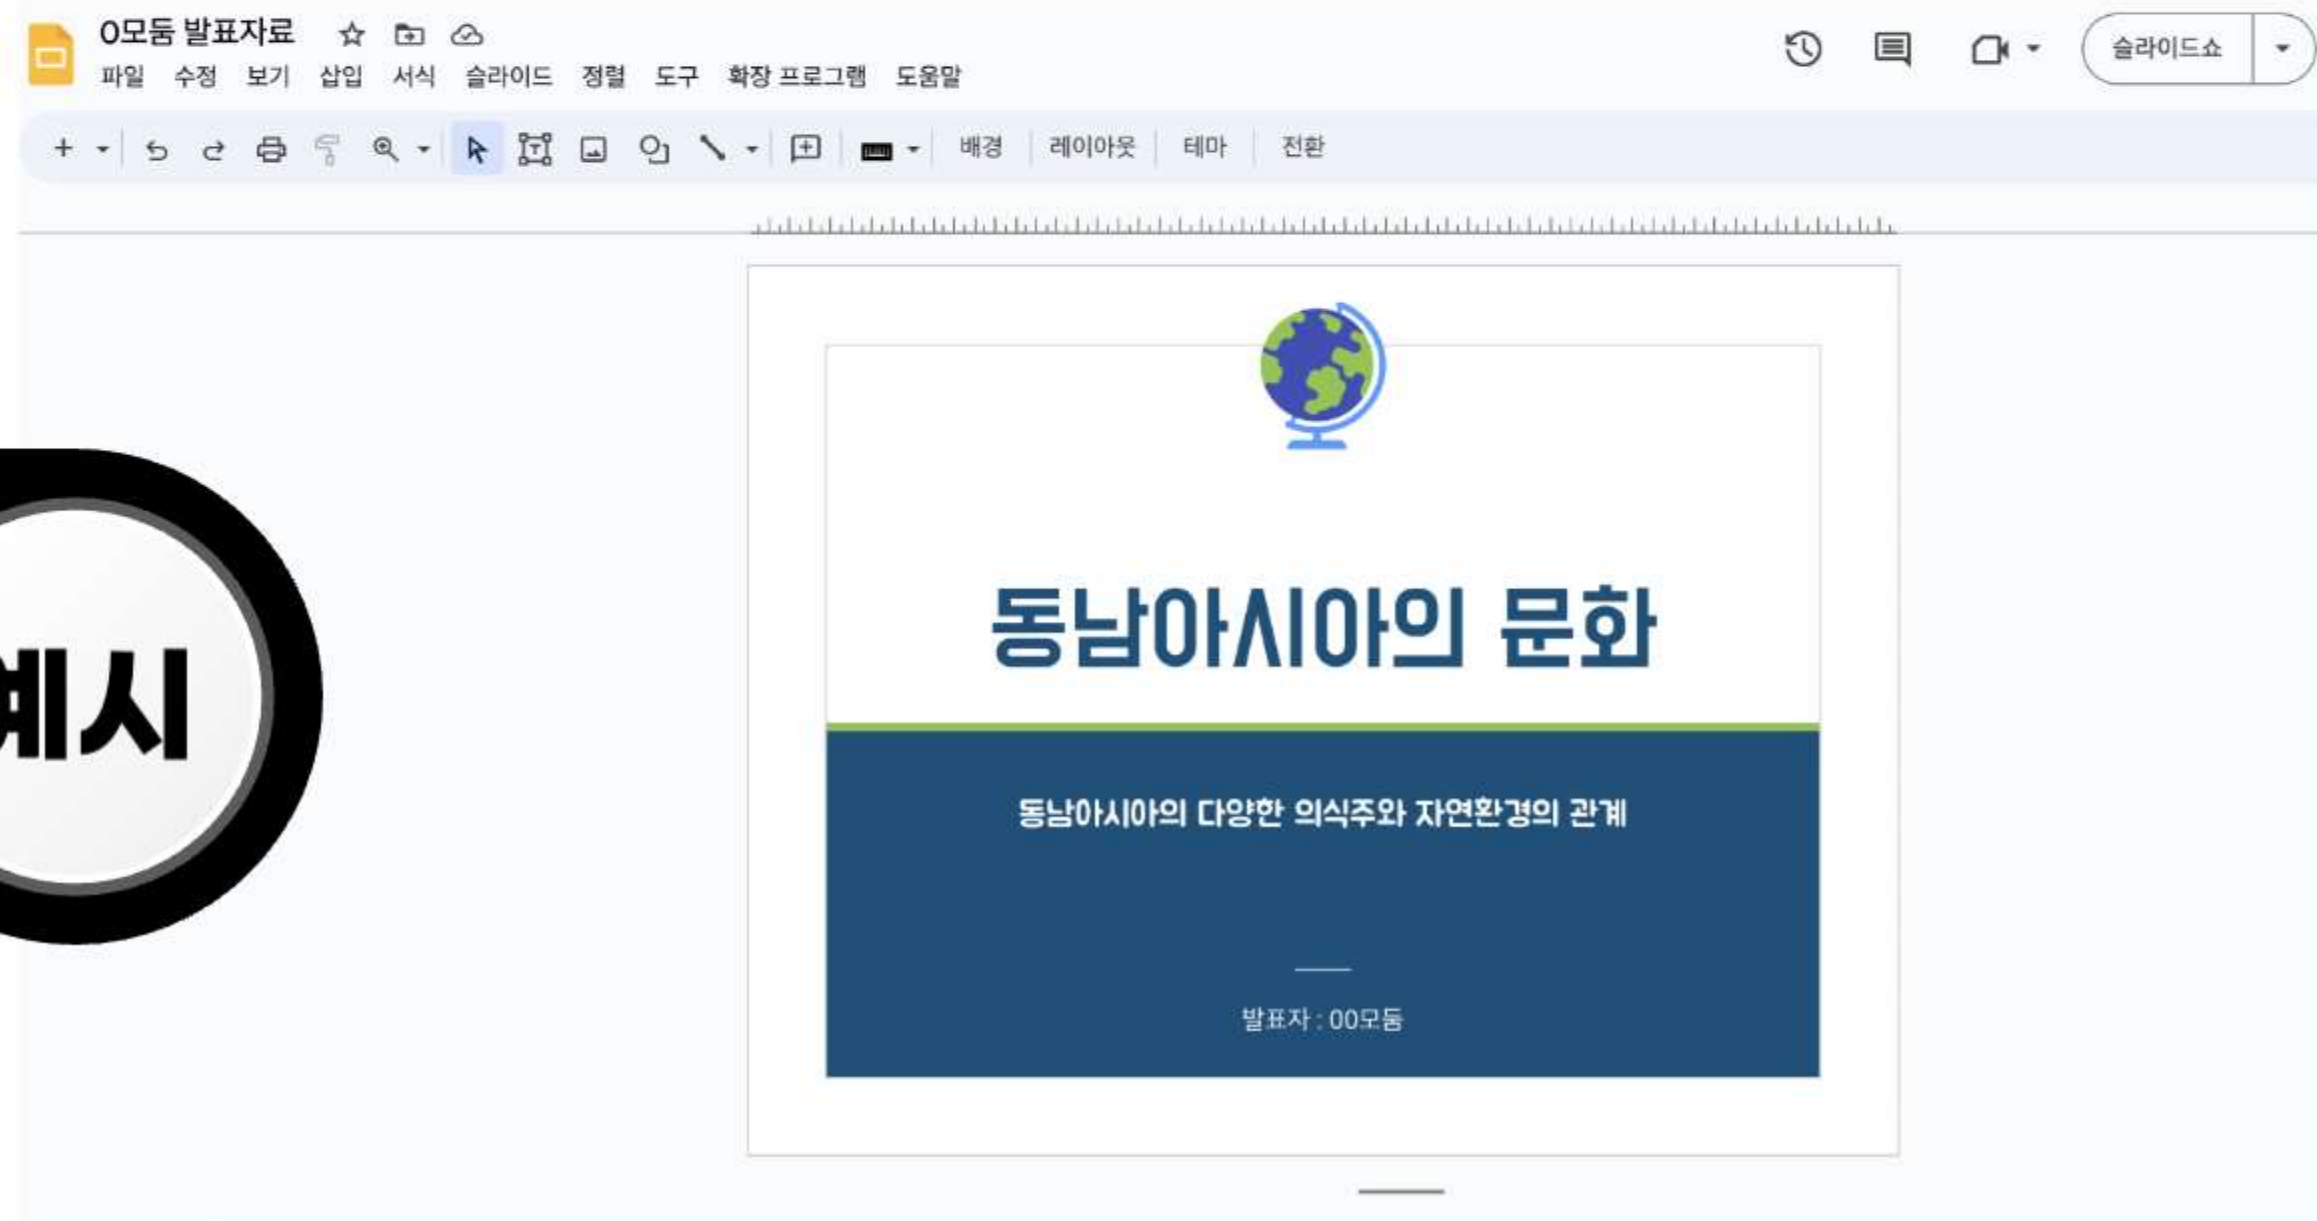 0모둠 발표자료
파일 수정 보기 삽입 서식 슬라이드 정렬 도구 확장 프로그램 도움말
슬라이드쇼
배경 레이아웃 테마 전환
동남아시아의 문화
예시
동남아시아의 다양한 의식주와 자연환경의 관계
발표자 : 00모둠